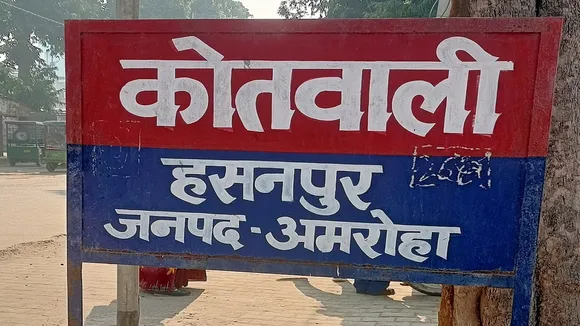 कोतवाली
हसनपुर
जनपद - अमरोहा